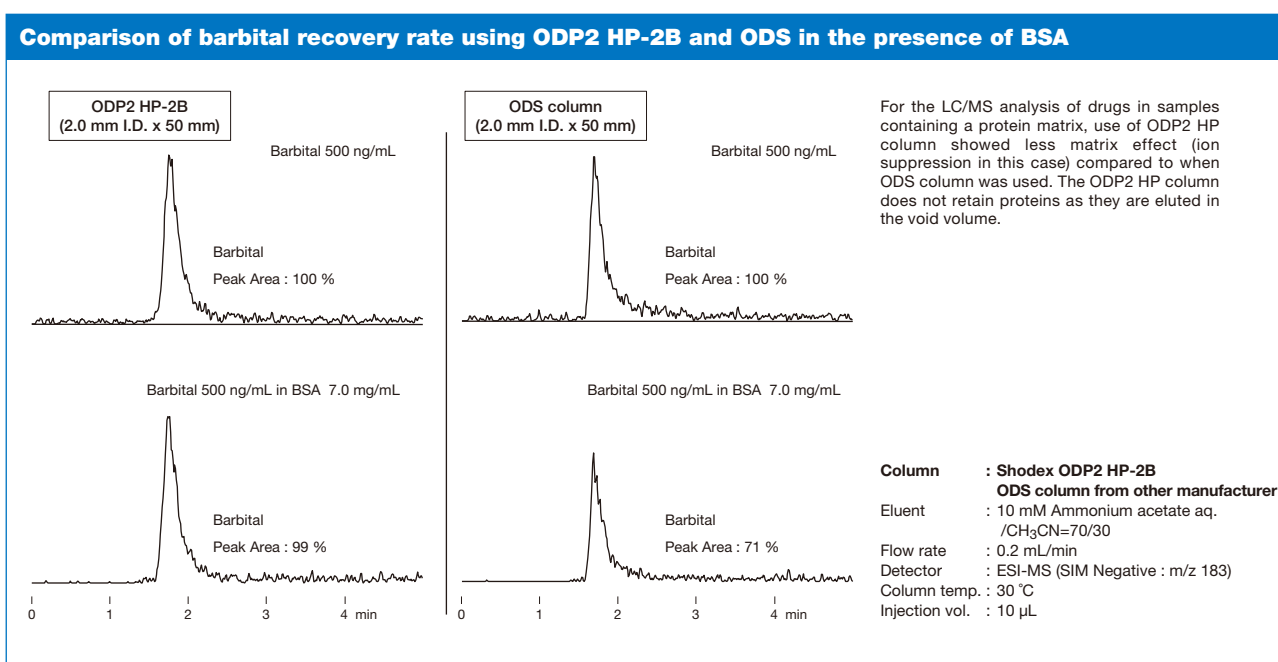 Comparison of barbital recovery rate using ODP2 HP-2B and ODS in the presence of BSA
ODP2 HP-2B
(2.0 mm I.D. x 50 mm)
Barbital 500 ng/mL
Barbital
Peak Area : 100 %
Barbital 500 ng/mL in BSA 7.0 mg/mL
Barbital
Peak Area : 99 %
0 1 2 3 4 min
ODS column
(2.0 mm I.D. x 50 mm)
Barbital 500 ng/mL
Barbital
Peak Area : 100 %
Barbital 500 ng/mL in BSA 7.0 mg/mL
Barbital
Peak Area : 71 %
0 1 2 3 4 min
For the LC/MS analysis of drugs in samples
containing a protein matrix, use of ODP2 HP
column showed less matrix effect (ion
suppression in this case) compared to when
ODS column was used. The ODP2 HP column
does not retain proteins as they are eluted in
the void volume.
Column : Shodex ODP2 HP-2B
ODS column from other manufacturer
Eluent : 10 mM Ammonium acetate aq.
/CH₃CN=70/30
Flow rate : 0.2 mL/min
Detector : ESI-MS (SIM Negative : m/z 183)
Column temp. : 30 ℃
Injection vol. : 10 μL